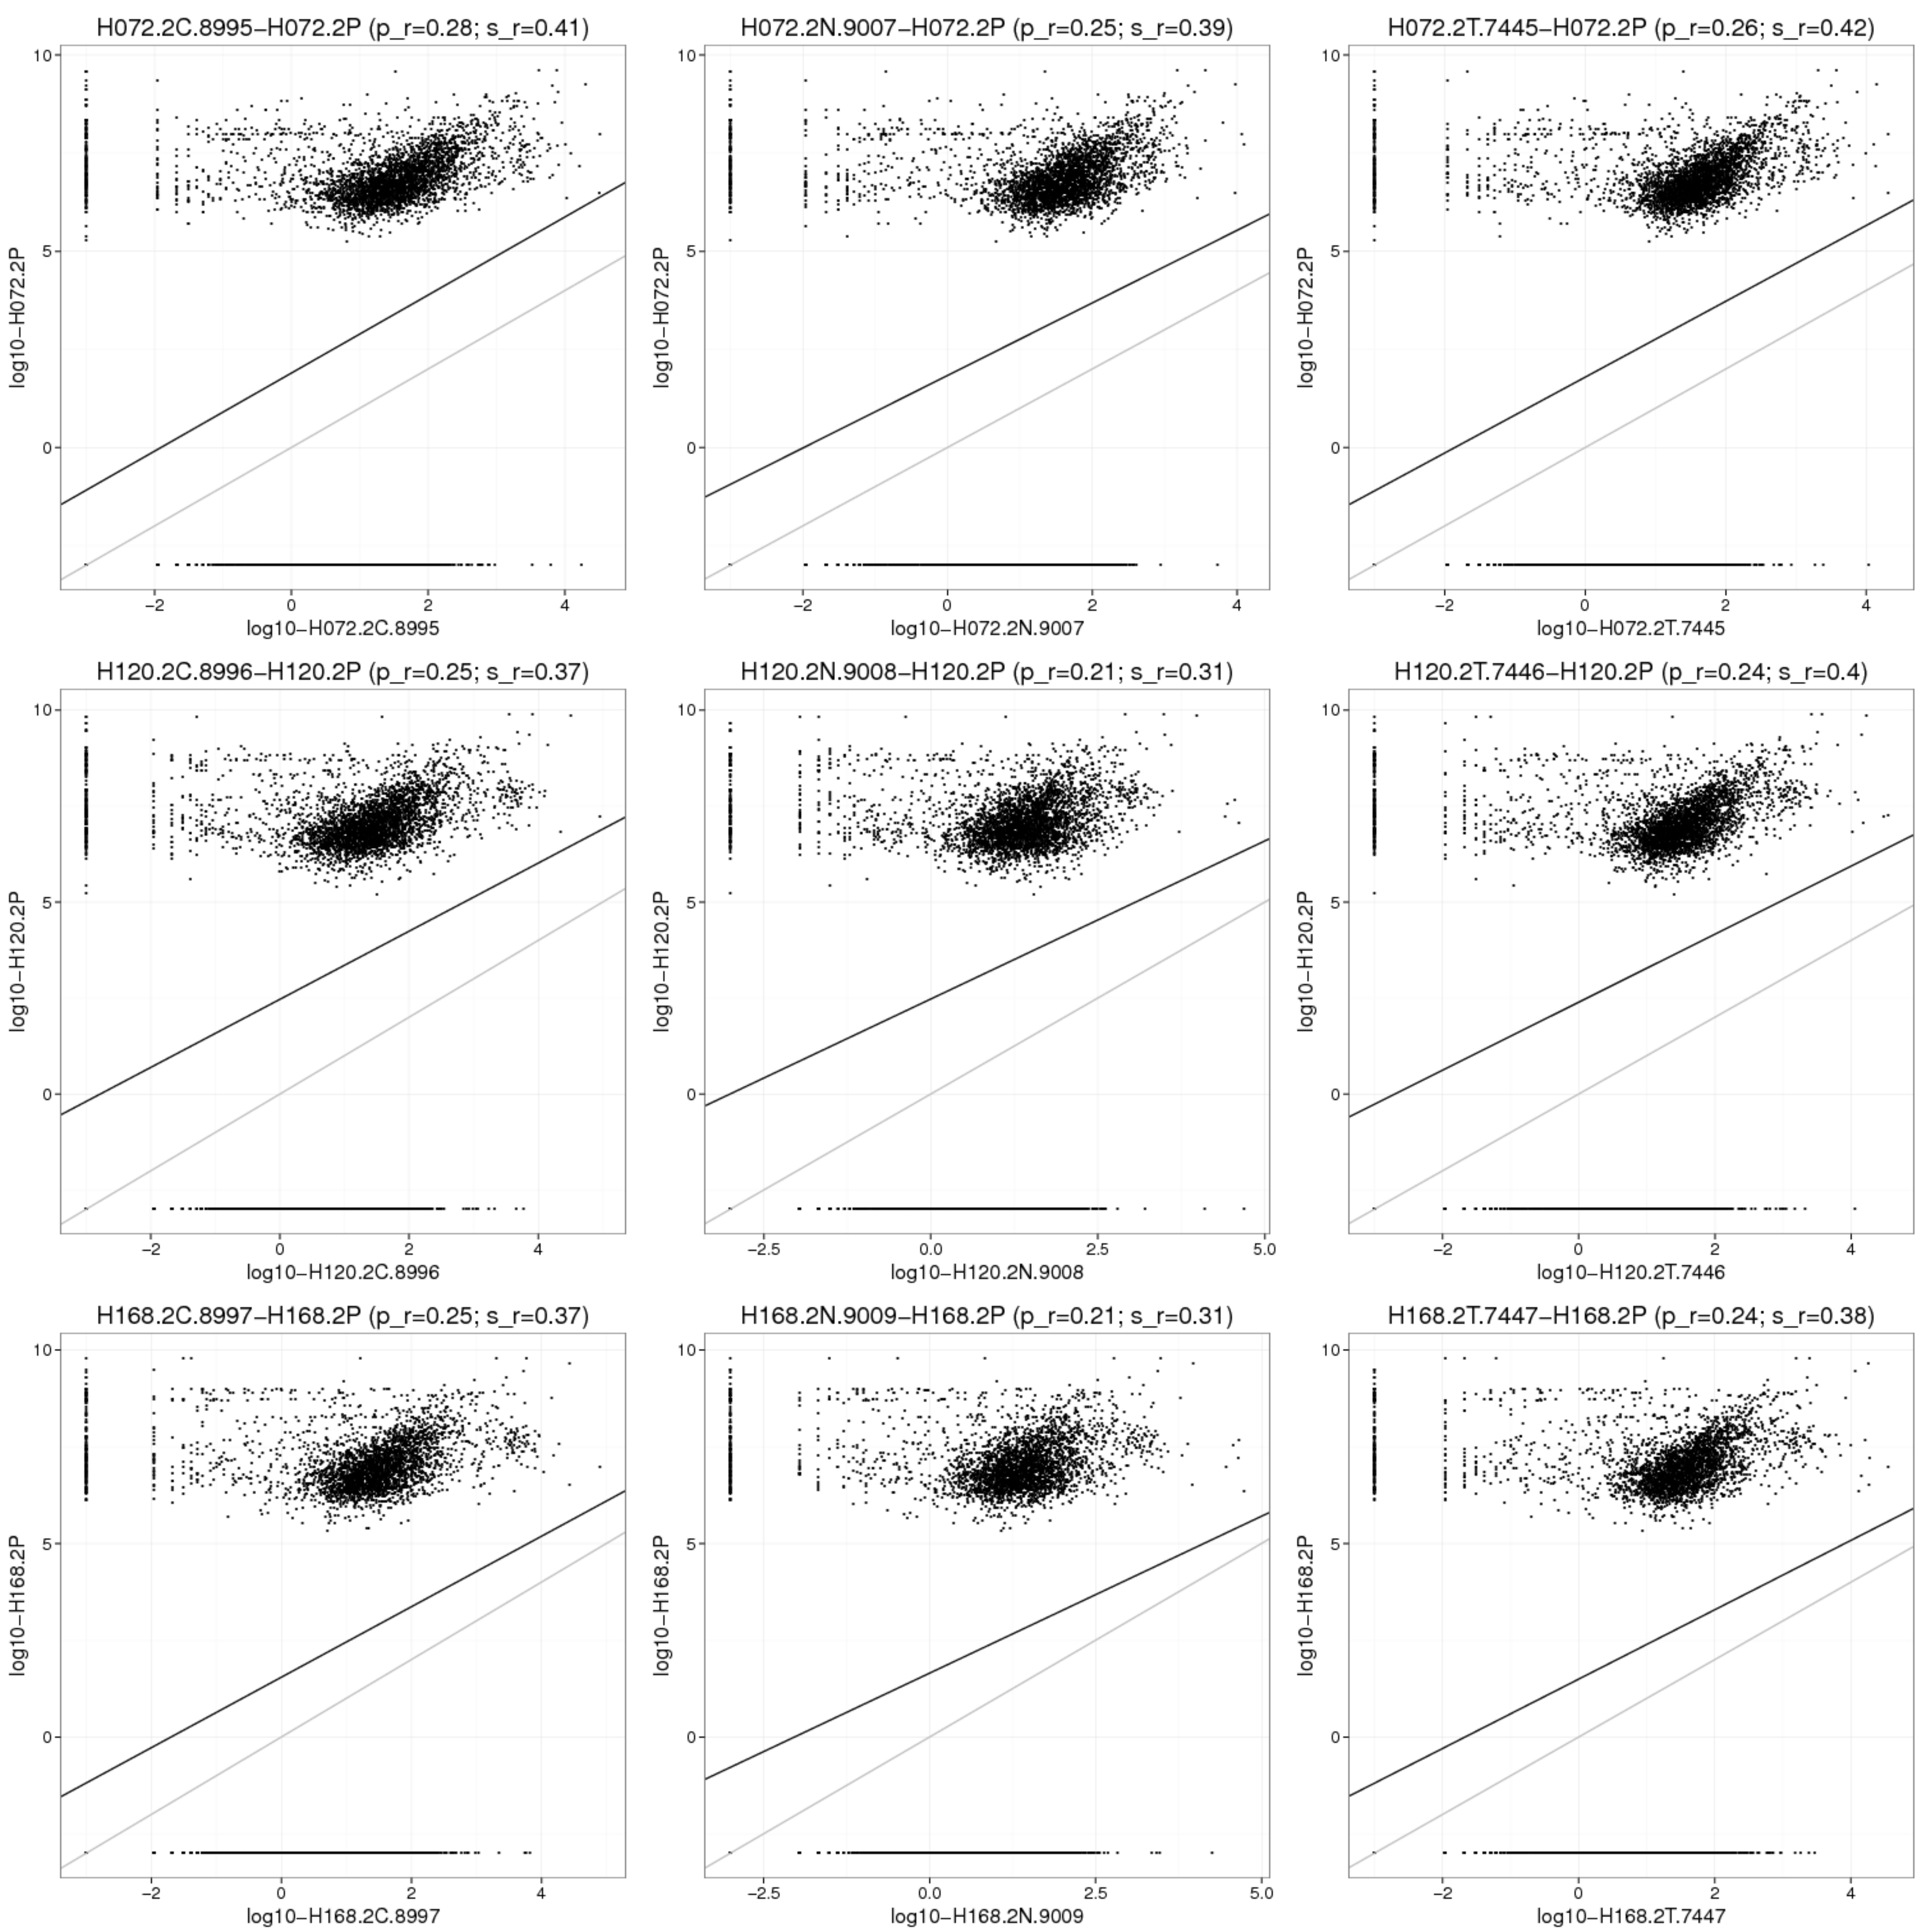 H072.2C.8995−H072.2P (p_r=0.28; s_r=0.41)
10
5
0
log10−H072.2P
−2 0 2 4
log10−H072.2C.8995
H072.2N.9007−H072.2P (p_r=0.25; s_r=0.39)
10
5
0
log10−H072.2P
−2 0 2 4
log10−H072.2N.9007
H072.2T.7445−H072.2P (p_r=0.26; s_r=0.42)
10
5
0
log10−H072.2P
−2 0 2 4
log10−H072.2T.7445
H120.2C.8996−H120.2P (p_r=0.25; s_r=0.37)
10
5
0
log10−H120.2P
−2 0 2 4
log10−H120.2C.8996
H120.2N.9008−H120.2P (p_r=0.21; s_r=0.31)
10
5
0
log10−H120.2P
−2.5 0.0 2.5 5.0
log10−H120.2N.9008
H120.2T.7446−H120.2P (p_r=0.24; s_r=0.4)
10
5
0
log10−H120.2P
−2 0 2 4
log10−H120.2T.7446
H168.2C.8997−H168.2P (p_r=0.25; s_r=0.37)
10
5
0
log10−H168.2P
−2 0 2 4
log10−H168.2C.8997
H168.2N.9009−H168.2P (p_r=0.21; s_r=0.31)
10
5
0
log10−H168.2P
−2.5 0.0 2.5 5.0
log10−H168.2N.9009
H168.2T.7447−H168.2P (p_r=0.24; s_r=0.38)
10
5
0
log10−H168.2P
−2 0 2 4
log10−H168.2T.7447